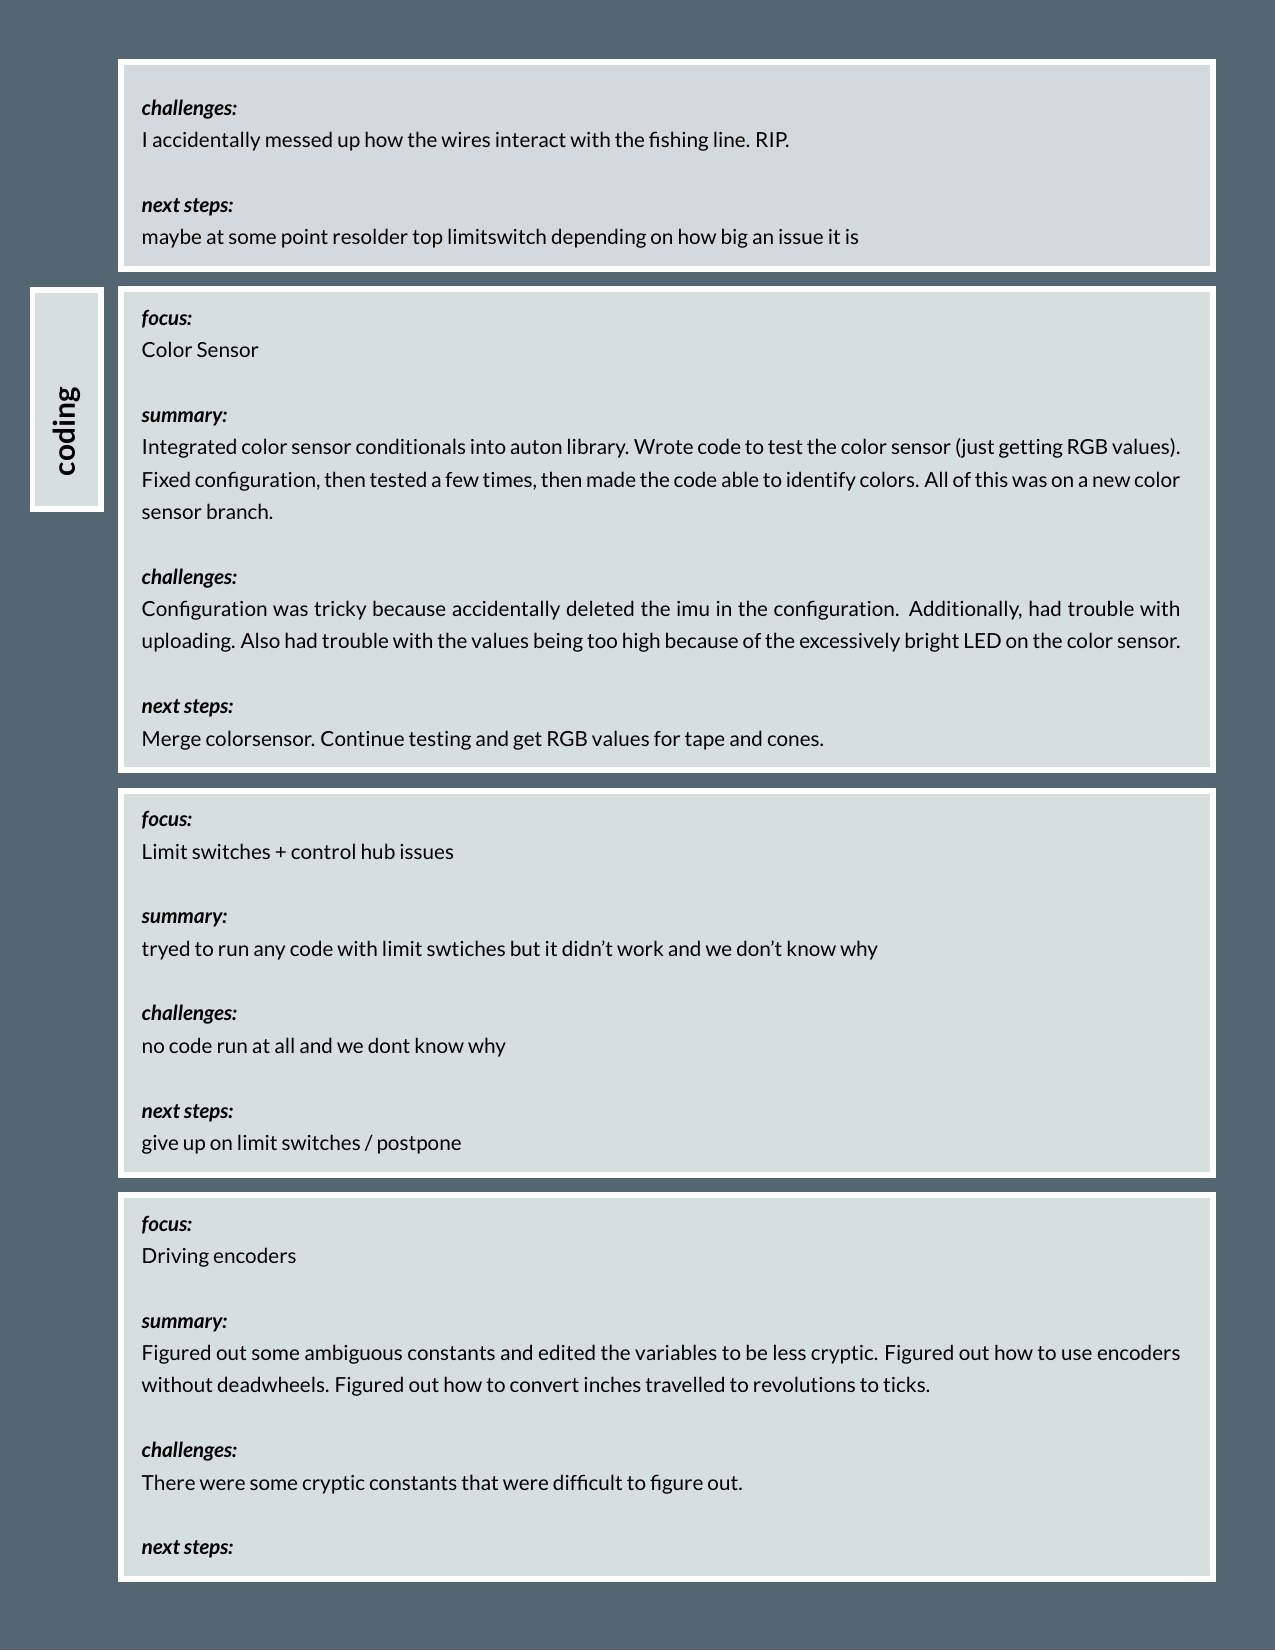 challenges:
I accidentally messed up how the wires interact with the fishing line. RIP.
next steps:
maybe at some point resolder top limitswitch depending on how big an issue it is
coding
focus:
Color Sensor
summary:
Integrated color sensor conditionals into auton library. Wrote code to test the color sensor (just getting RGB values).
Fixed configuration, then tested a few times, then made the code able to identify colors. All of this was on a new color
sensor branch.
challenges:
Configuration was tricky because accidentally deleted the imu in the configuration. Additionally, had trouble with
uploading. Also had trouble with the values being too high because of the excessively bright LED on the color sensor.
next steps:
Merge colorsensor. Continue testing and get RGB values for tape and cones.
focus:
Limit switches + control hub issues
summary:
tryed to run any code with limit swtiches but it didn’t work and we don’t know why
challenges:
no code run at all and we dont know why
next steps:
give up on limit switches / postpone
focus:
Driving encoders
summary:
Figured out some ambiguous constants and edited the variables to be less cryptic. Figured out how to use encoders
without deadwheels. Figured out how to convert inches travelled to revolutions to ticks.
challenges:
There were some cryptic constants that were difficult to figure out.
next steps: